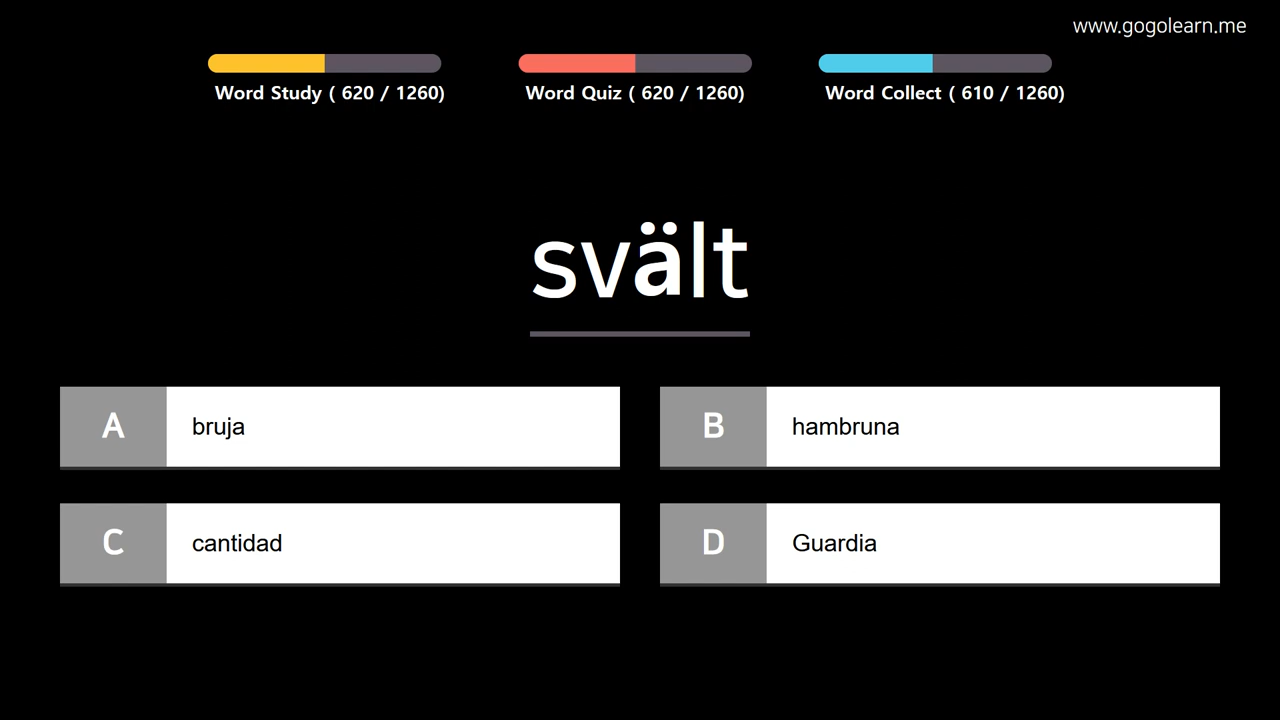 www.gogolearn.me
Word Study ( 620 / 1260)
Word Quiz ( 620 / 1260)
Word Collect ( 610 / 1260)
svält
A bruja
B hambruna
C cantidad
D Guardia